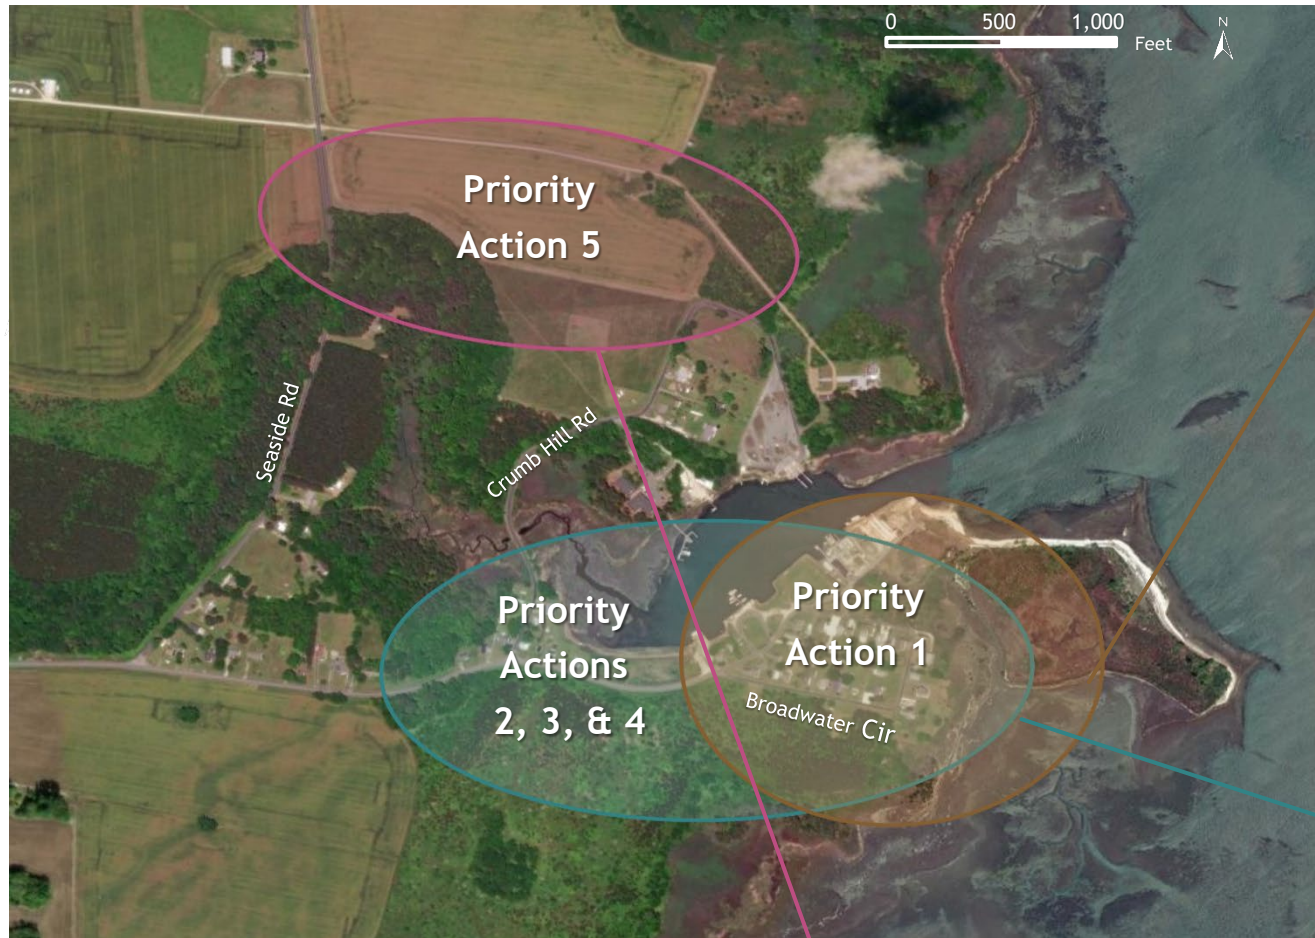 0 500 1,000
Feet
N
Priority
Action 5
Seaside Rd
Crumb Hill Rd
Priority
Actions
2, 3, & 4
Priority
Action 1
Broadwater Cir